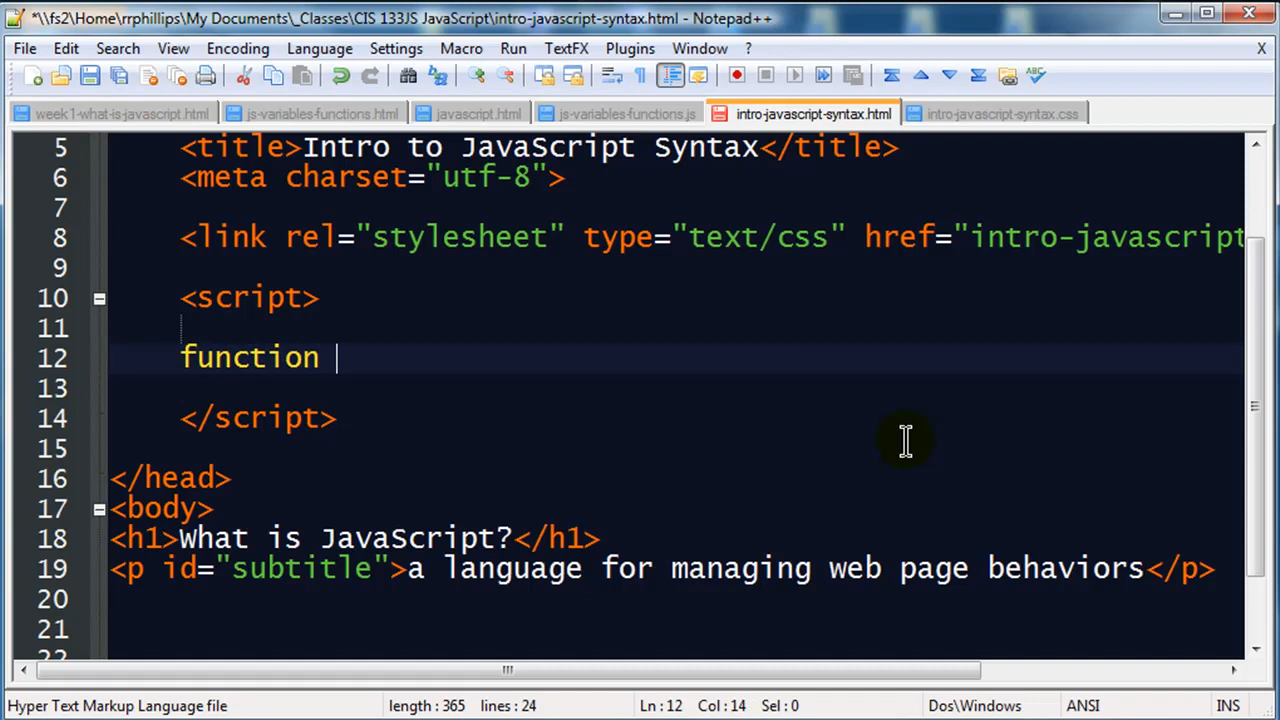 *\\fs2\Home\rrphillips\My Documents\_Classes\CIS 133JS JavaScript\intro-javascript-syntax.html - Notepad++
File Edit Search View Encoding Language Settings Macro Run TextFX Plugins Window ? X
week1-what-is-javascript.html js-variables-functions.html javascript.html js-variables-functions.js intro-javascript-syntax.html intro-javascript-syntax.css
5 <title>Intro to JavaScript Syntax</title>
6 <meta charset="utf-8">
7
8 <link rel="stylesheet" type="text/css" href="intro-javascript
9
10 <script>
11
12 function
13
14 </script>
15
16 </head>
17 <body>
18 <h1>What is JavaScript?</h1>
19 <p id="subtitle">a language for managing web page behaviors</p>
20
21
22
Hyper Text Markup Language file length : 365 lines : 24 Ln : 12 Col : 14 Sel : 0 Dos\Windows ANSI INS